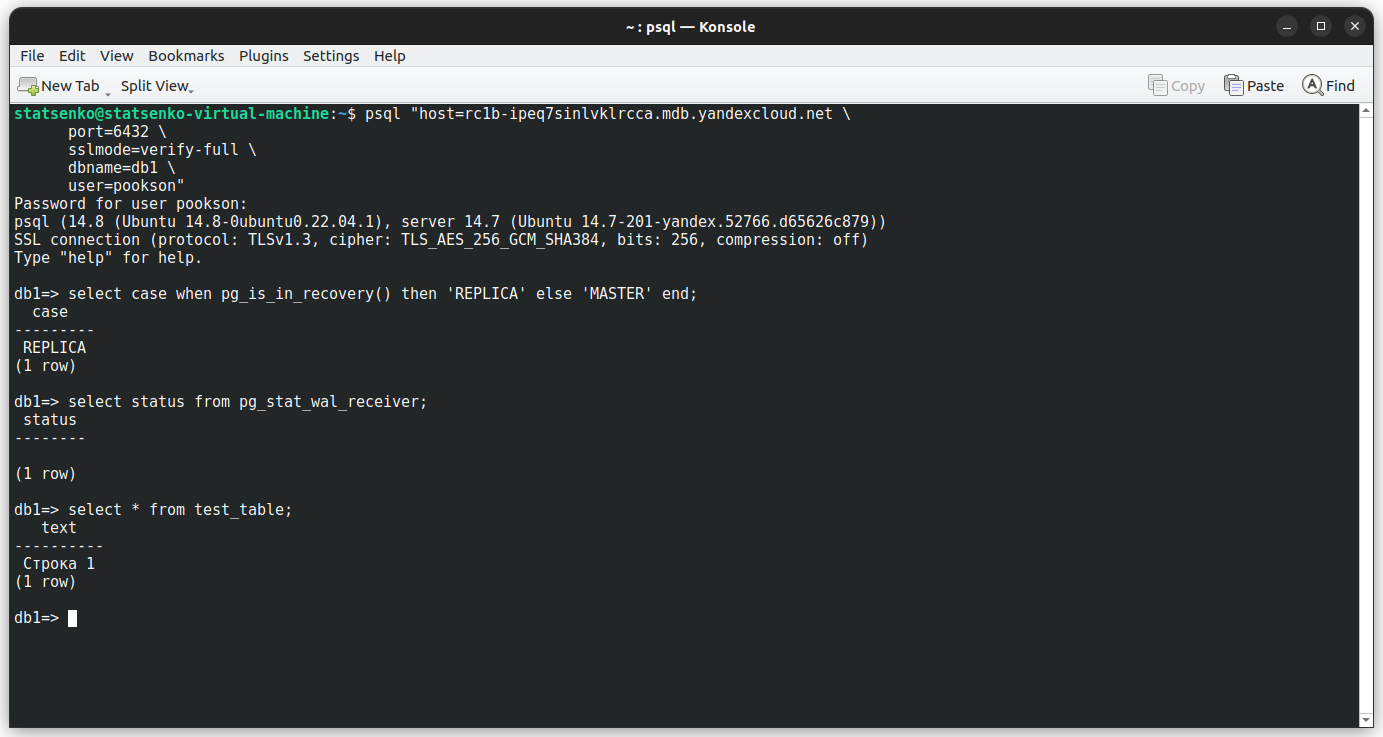 ~ : psql — Konsole
File Edit View Bookmarks Plugins Settings Help
New Tab Split View Copy Paste Find
statsenko@statsenko-virtual-machine:~$ psql "host=rc1b-ipeq7sinlvklrcca.mdb.yandexcloud.net \
      port=6432 \
      sslmode=verify-full \
      dbname=db1 \
      user=pookson"
Password for user pookson:
psql (14.8 (Ubuntu 14.8-0ubuntu0.22.04.1), server 14.7 (Ubuntu 14.7-201-yandex.52766.d65626c879))
SSL connection (protocol: TLSv1.3, cipher: TLS_AES_256_GCM_SHA384, bits: 256, compression: off)
Type "help" for help.

db1=> select case when pg_is_in_recovery() then 'REPLICA' else 'MASTER' end;
  case
---------
 REPLICA
(1 row)

db1=> select status from pg_stat_wal_receiver;
 status
--------

(1 row)

db1=> select * from test_table;
   text
----------
 Строка 1
(1 row)

db1=>